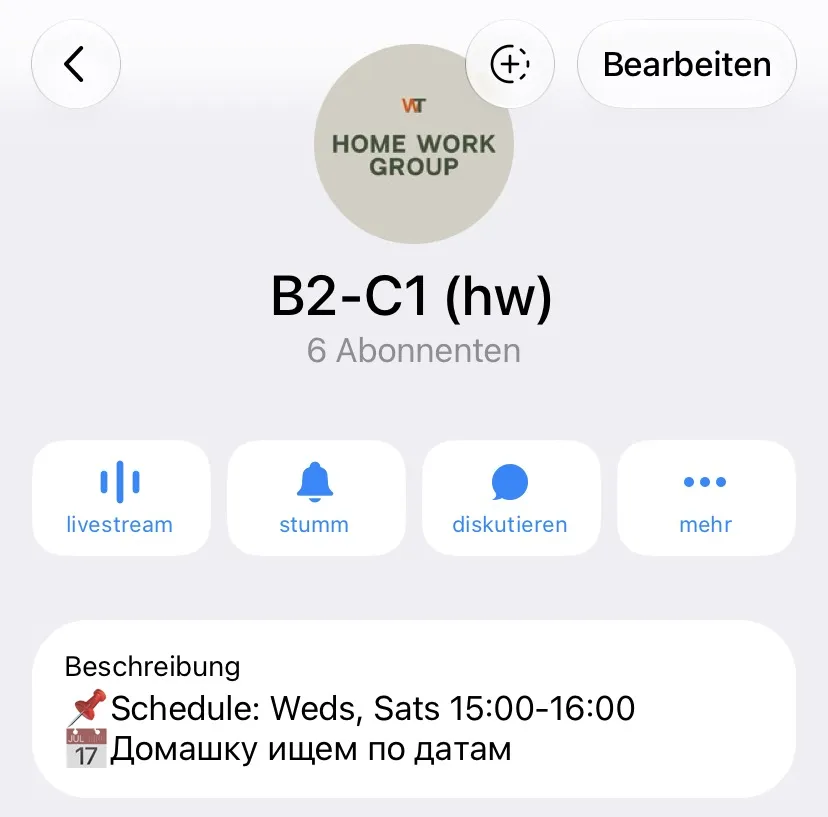 Bearbeiten
WT
HOME WORK
GROUP
B2-C1 (hw)
6 Abonnenten
livestream
stumm
diskutieren
mehr
Beschreibung
📌Schedule: Weds, Sats 15:00-16:00
📅Домашку ищем по датам